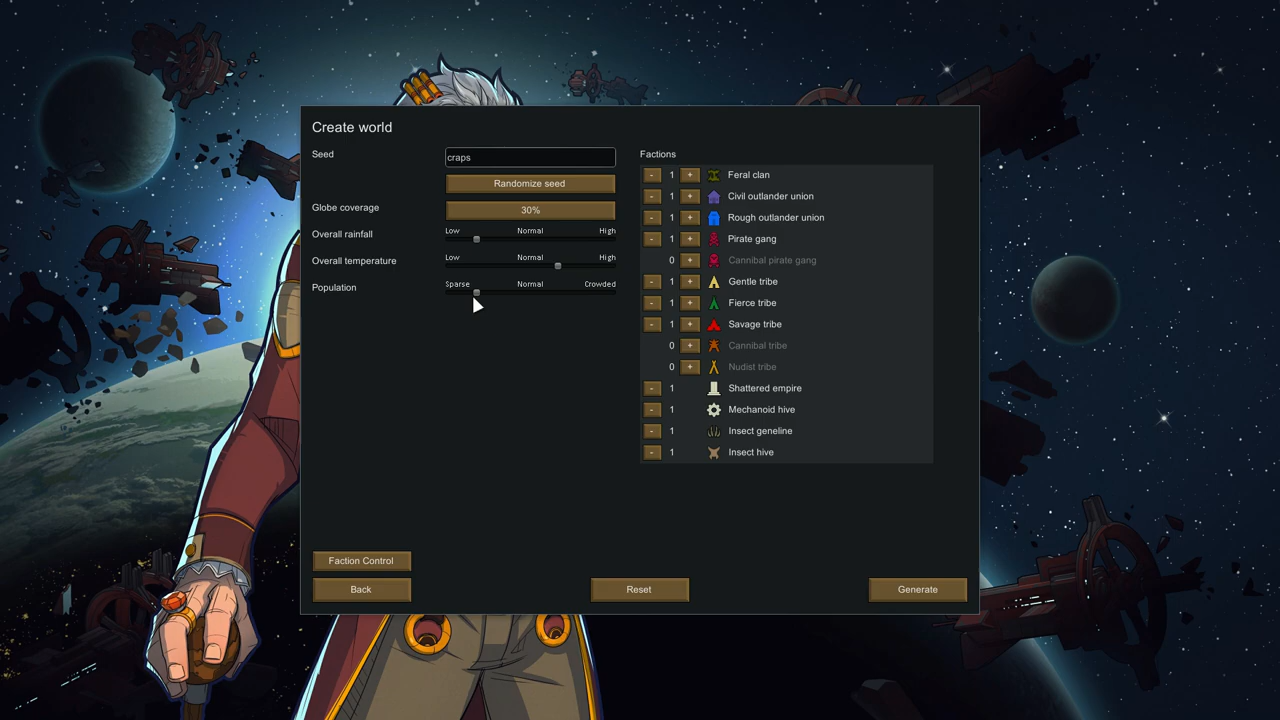 Create world
Seed
craps
Randomize seed
Globe coverage
30%
Overall rainfall
Low Normal High
Overall temperature
Low Normal High
Population
Sparse Normal Crowded
Factions
- 1 + Feral clan
- 1 + Civil outlander union
- 1 + Rough outlander union
- 1 + Pirate gang
0 + Cannibal pirate gang
- 1 + Gentle tribe
- 1 + Fierce tribe
- 1 + Savage tribe
0 + Cannibal tribe
0 + Nudist tribe
- 1 Shattered empire
- 1 Mechanoid hive
- 1 Insect geneline
- 1 Insect hive
Faction Control
Back
Reset
Generate